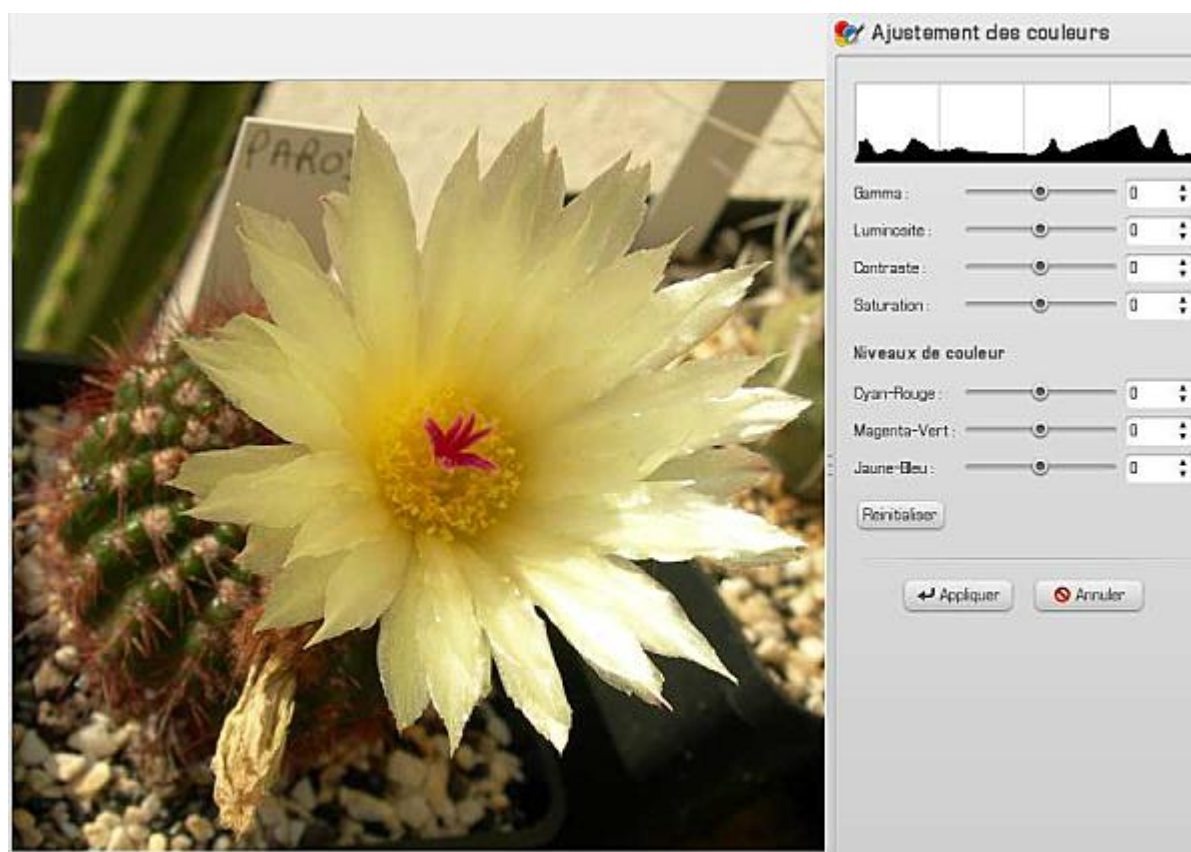 Ajustement des couleurs
PARO
Gamma : 0
Luminosite : 0
Contraste : 0
Saturation : 0
Niveaux de couleur
Cyan-Rouge : 0
Magenta-Vert : 0
Jaune-Bleu : 0
Reinitialiser
Appliquer Annuler